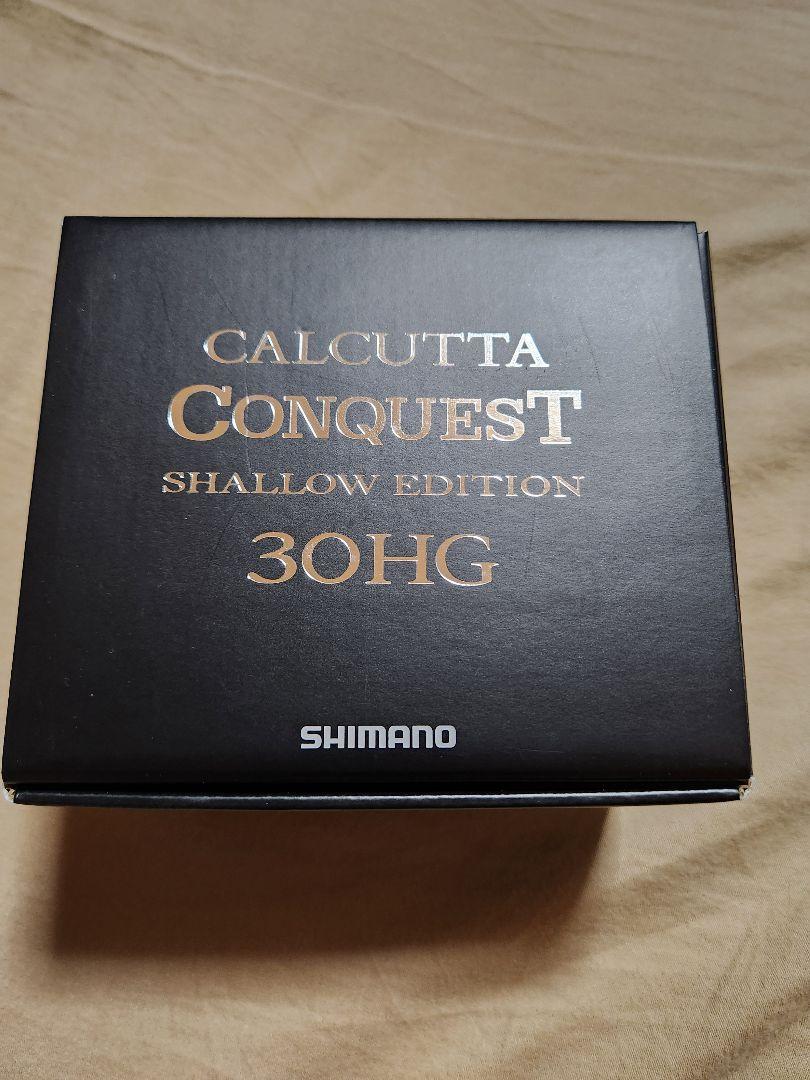 CALCUTTA
CONQUEST
SHALLOW EDITION
30HG
SHIMANO